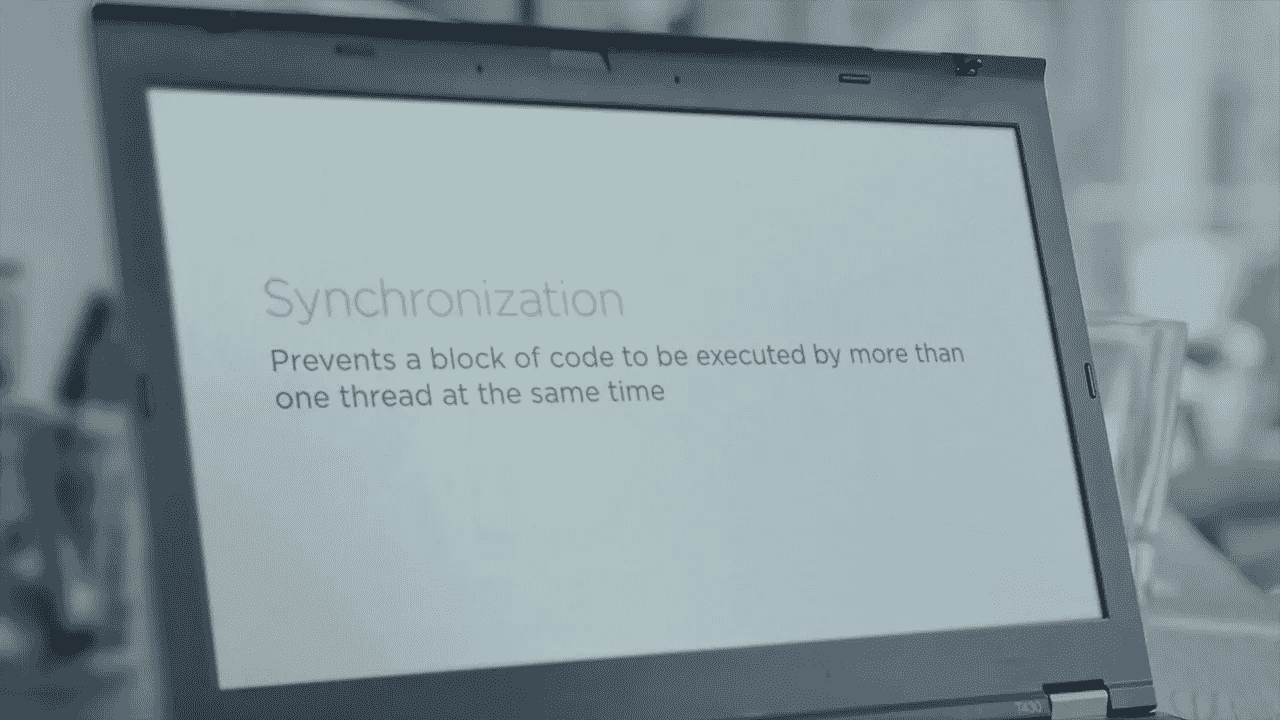 Synchronization
Prevents a block of code to be executed by more than
one thread at the same time
T430